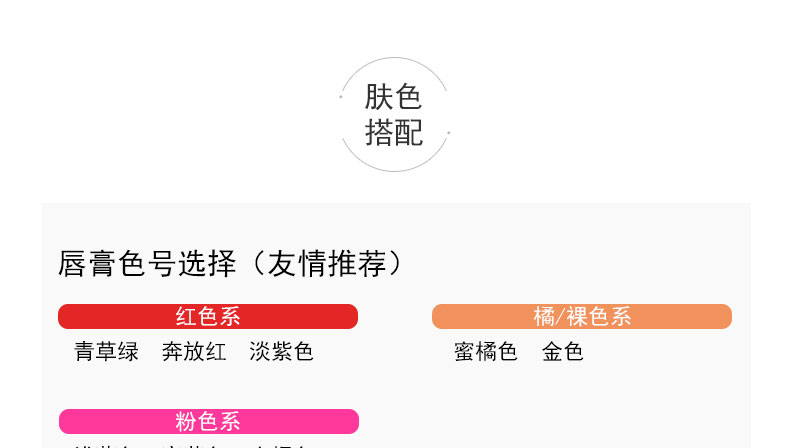 肤色
搭配
唇膏色号选择（友情推荐）
红色系
橘/裸色系
青草绿 奔放红 淡紫色
蜜橘色 金色
粉色系